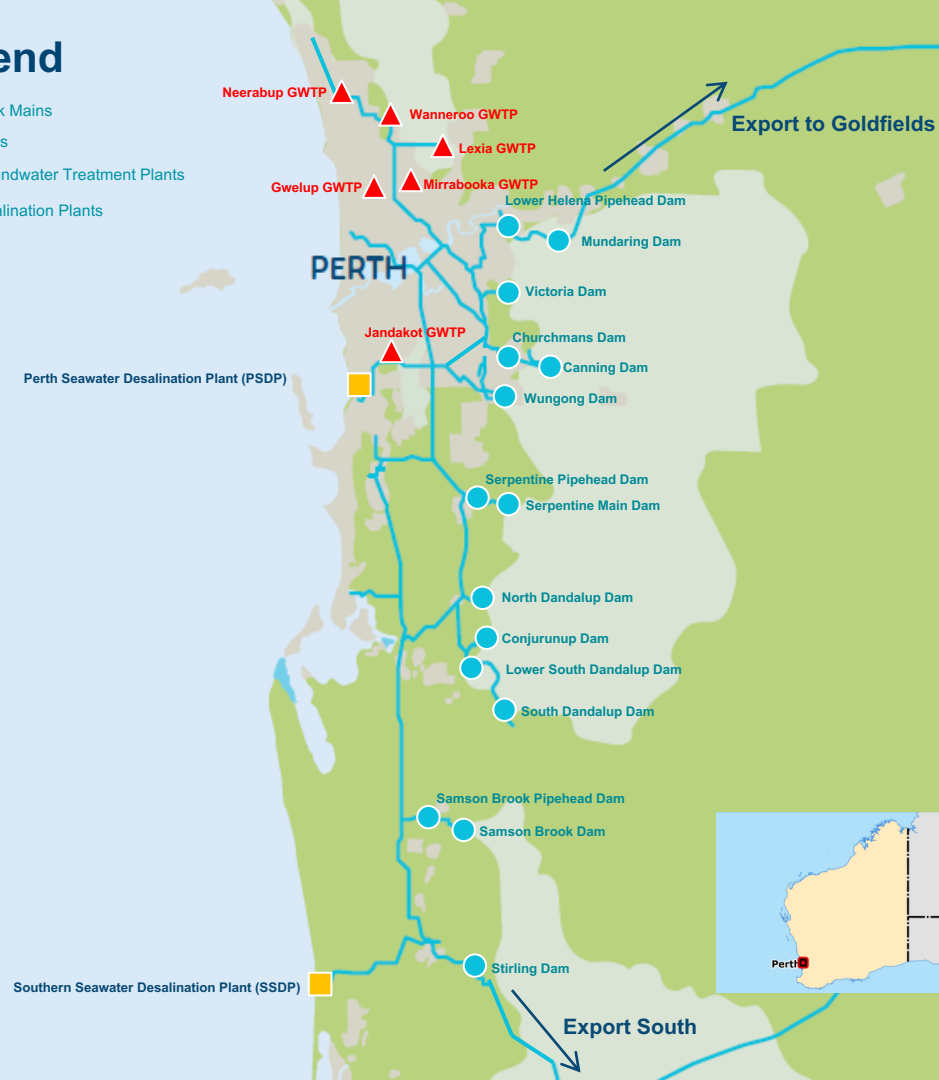 end
k Mains
s
ndwater Treatment Plants
alination Plants
Neerabup GWTP
Wanneroo GWTP
Lexia GWTP
Export to Goldfields
Gwelup GWTP
Mirrabooka GWTP
Lower Helena Pipehead Dam
Mundaring Dam
PERTH
Victoria Dam
Jandakot GWTP
Churchmans Dam
Canning Dam
Perth Seawater Desalination Plant (PSDP)
Wungong Dam
Serpentine Pipehead Dam
Serpentine Main Dam
North Dandalup Dam
Conjurunup Dam
Lower South Dandalup Dam
South Dandalup Dam
Samson Brook Pipehead Dam
Samson Brook Dam
Perth
Stirling Dam
Southern Seawater Desalination Plant (SSDP)
Export South